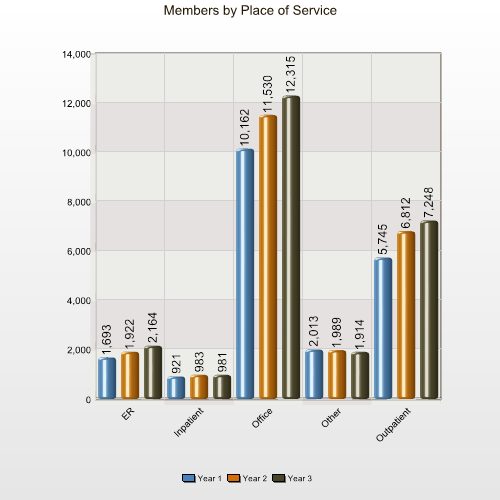 Members by Place of Service
14,000
12,000
10,000
8,000
6,000
4,000
2,000
0
1,693
1,922
2,164
921
983
981
10,162
11,530
12,315
2,013
1,989
1,914
5,745
6,812
7,248
ER
Inpatient
Office
Other
Outpatient
Year 1
Year 2
Year 3